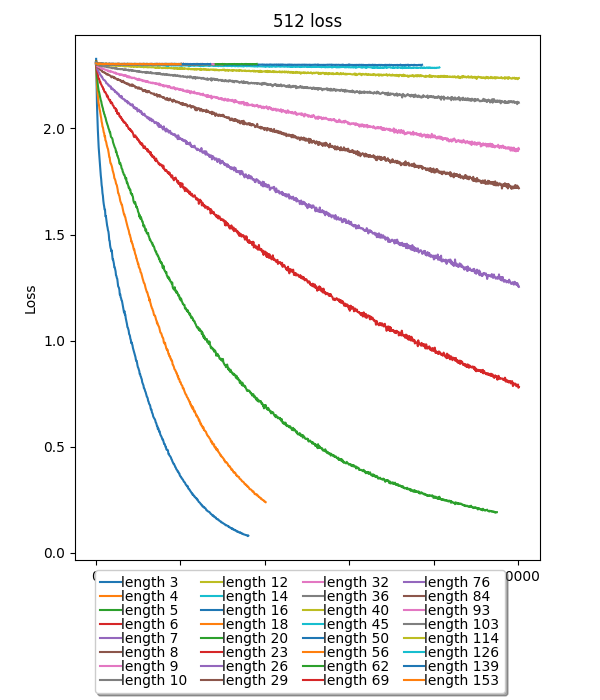 512 loss
Loss
2.0
1.5
1.0
0.5
0.0
length 3 length 12 length 32 length 76
length 4 length 14 length 36 length 84
length 5 length 16 length 40 length 93
length 6 length 18 length 45 length 103
length 7 length 20 length 50 length 114
length 8 length 23 length 56 length 126
length 9 length 26 length 62 length 139
length 10 length 29 length 69 length 153